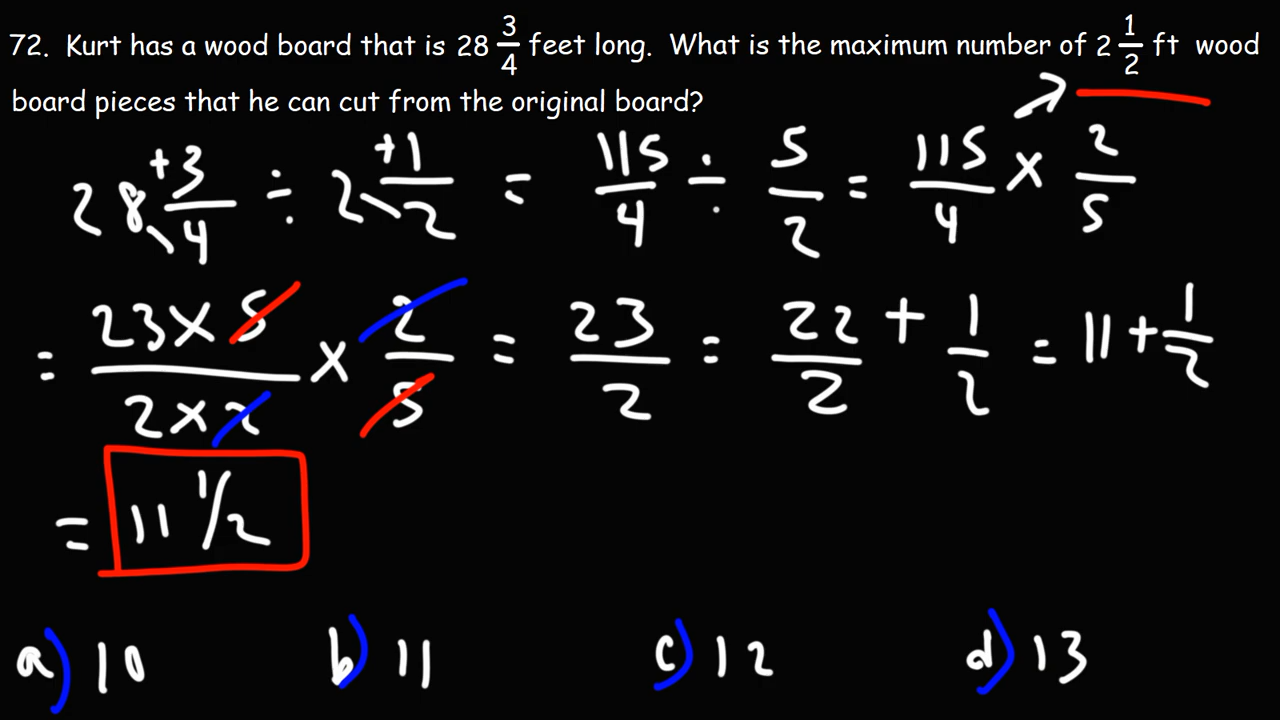 72. Kurt has a wood board that is 28 3/4 feet long. What is the maximum number of 2 1/2 ft wood
board pieces that he can cut from the original board?
28 +3/4 ÷ 2 +1/2 = 115/4 ÷ 5/2 = 115/4 × 2/5
= 23 × 5/2 × 2 × 2/5 = 23/2 = 22/2 + 1/2 = 11 + 1/2
= 11 1/2
a) 10 b) 11 c) 12 d) 13